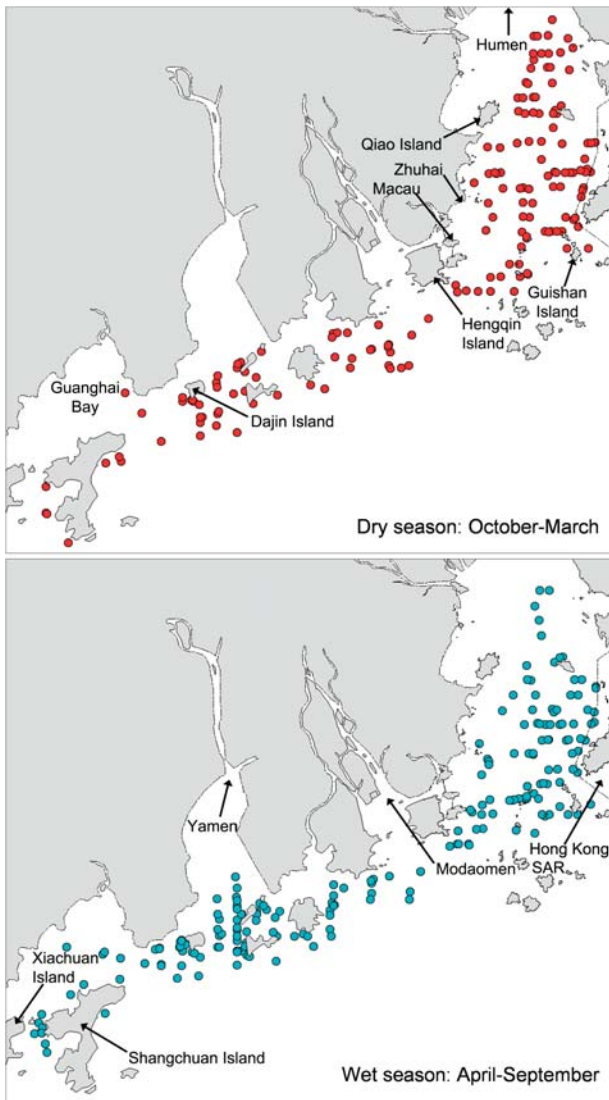 Humen
Qiao Island
Zhuhai
Macau
Guishan
Island
Hengqin
Island
Guanghai
Bay
Dajin Island
Dry season: October-March
Yamen
Modaomen
Hong Kong
SAR
Xiachuan
Island
Shangchuan Island
Wet season: April-September